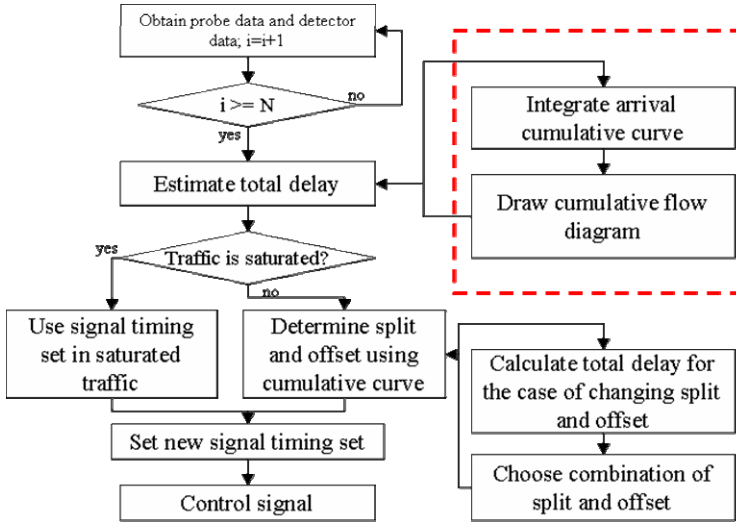 Obtain probe data and detector
data; i=i+1
i >= N
no
yes
Estimate total delay
Integrate arrival
cumulative curve
Draw cumulative flow
diagram
Traffic is saturated?
yes
no
Use signal timing
set in saturated
traffic
Determine split
and offset using
cumulative curve
Calculate total delay for
the case of changing split
and offset
Choose combination of
split and offset
Set new signal timing set
Control signal